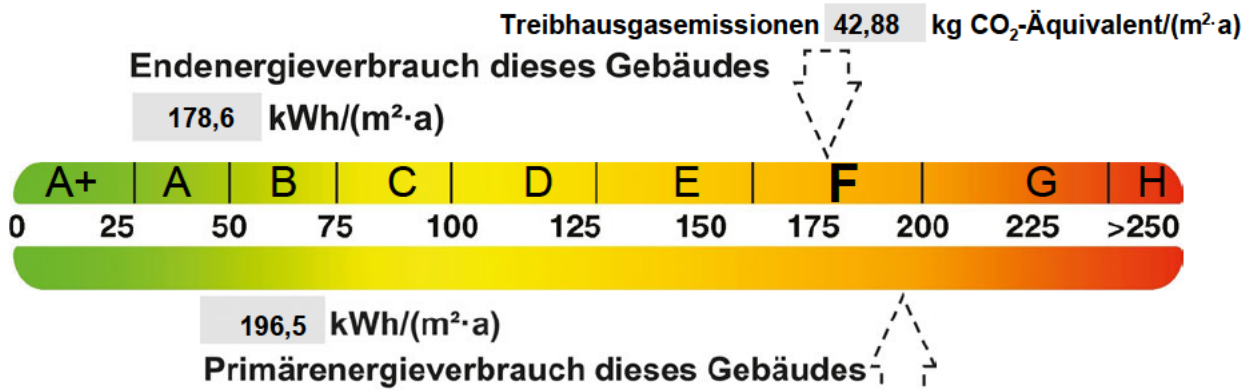 Treibhausgasemissionen 42,88 kg CO₂-Äquivalent/(m²·a)
Endenergieverbrauch dieses Gebäudes
178,6 kWh/(m²·a)
A+ A B C D E F G H
0 25 50 75 100 125 150 175 200 225 >250
196,5 kWh/(m²·a)
Primärenergieverbrauch dieses Gebäudes